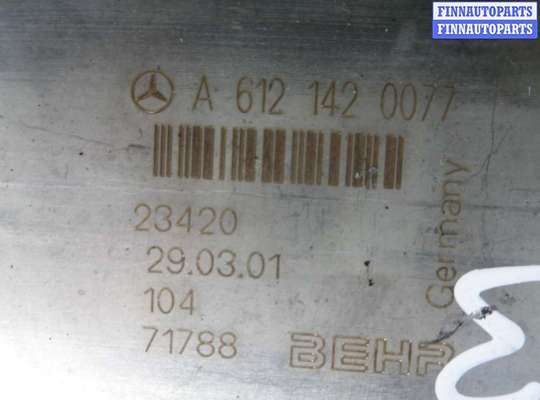 FINNAUTOPARTS
FINNAUTOPARTS
A 612 142 0077
23420
29.03.01
104
71788
BEHR
Germany